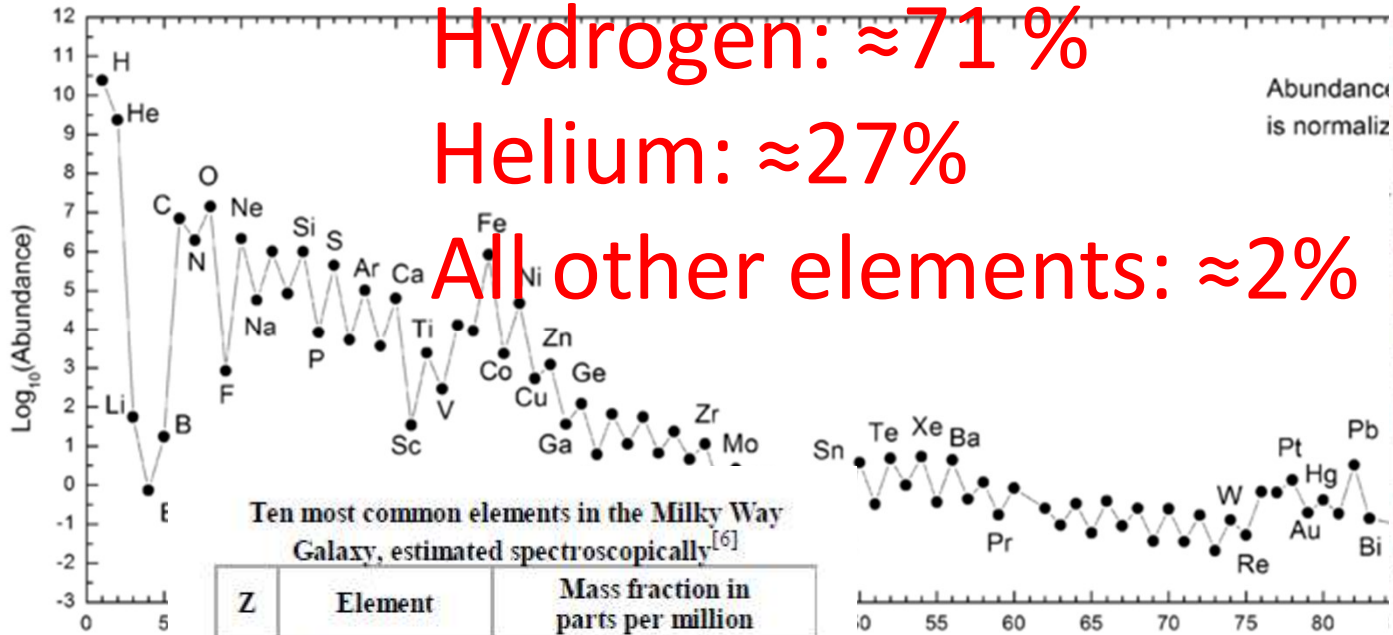 Hydrogen: ≈71 %
Helium: ≈27%
All other elements: ≈2%
Abundance
is normaliz
Log10(Abundance)
12
11
10
9
8
7
6
5
4
3
2
1
0
-1
-2
-3
H
He
Li
B
C
N
O
F
Ne
Na
Si
P
S
Ar
Ca
Sc
Ti
V
Fe
Co
Ni
Cu
Zn
Ga
Ge
Zr
Mo
Sn
Te
Xe
Ba
Pr
W
Re
Pt
Au
Hg
Pb
Bi
Ten most common elements in the Milky Way
Galaxy, estimated spectroscopically[6]
Z Element Mass fraction in
parts per million
0 5 55 60 65 70 75 80